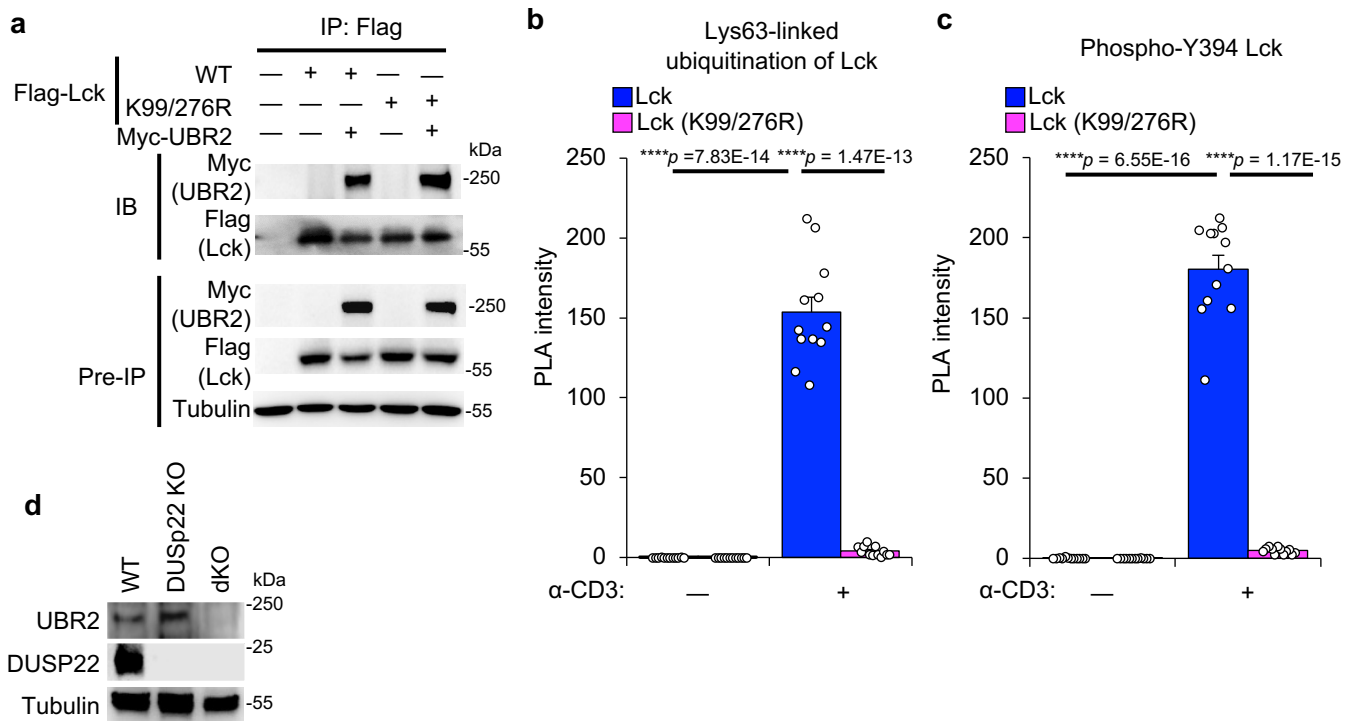 a
IP: Flag
Flag-Lck
WT — + + — —
K99/276R — — — + +
Myc-UBR2 — — + — +
kDa
IB
Myc
(UBR2)
-250
Flag
(Lck)
-55
Pre-IP
Myc
(UBR2)
-250
Flag
(Lck)
-55
Tubulin
-55
b
Lys63-linked
ubiquitination of Lck
Lck
Lck (K99/276R)
****p =7.83E-14 ****p = 1.47E-13
PLA intensity
250
200
150
100
50
0
α-CD3: — +
c
Phospho-Y394 Lck
Lck
Lck (K99/276R)
****p = 6.55E-16 ****p = 1.17E-15
PLA intensity
250
200
150
100
50
0
α-CD3: — +
d
WT
DUSp22 KO
dKO
kDa
UBR2
-250
DUSP22
-25
Tubulin
-55